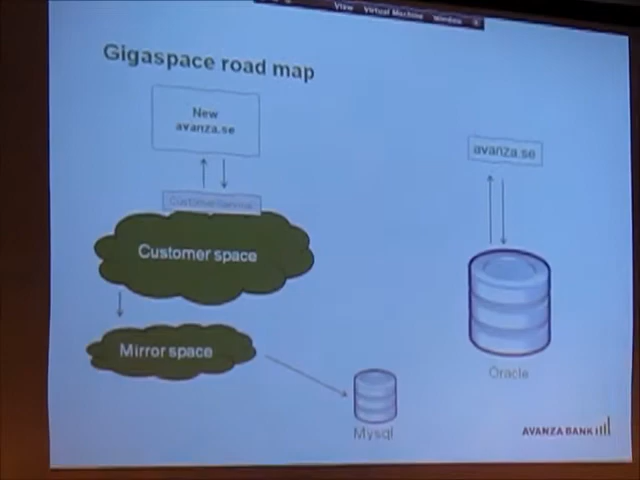 View Virtual Machine Window
Gigaspace road map
New
avanza.se
avanza.se
CustomerService
Customer space
Mirror space
Oracle
Mysql
AVANZA BANK